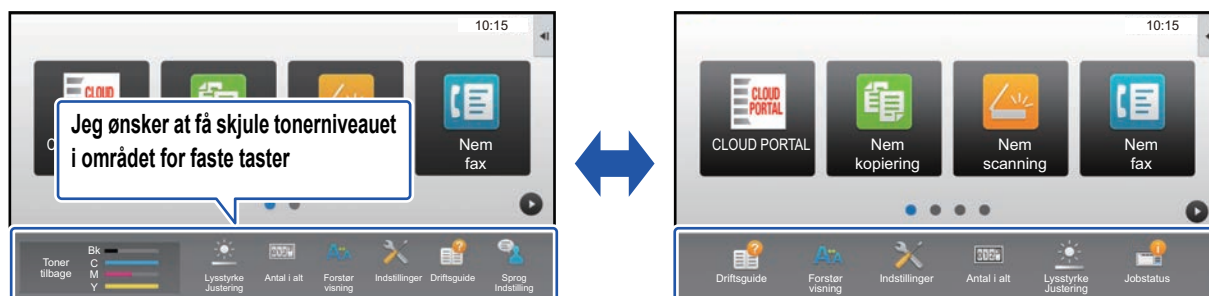 10:15
CLOUD
C
Jeg ønsker at få skjule tonerniveauet
i området for faste taster
Nem
fax
Toner
tilbage
Bk
C
M
Y
Lysstyrke
Justering
Antal i alt
Forstør
visning
Indstillinger
Driftsguide
Sprog
Indstilling
10:15
CLOUD
PORTAL
CLOUD PORTAL
Nem
kopiering
Nem
scanning
Nem
fax
Driftsguide
Forstør
visning
Indstillinger
Antal i alt
Lysstyrke
Justering
Jobstatus